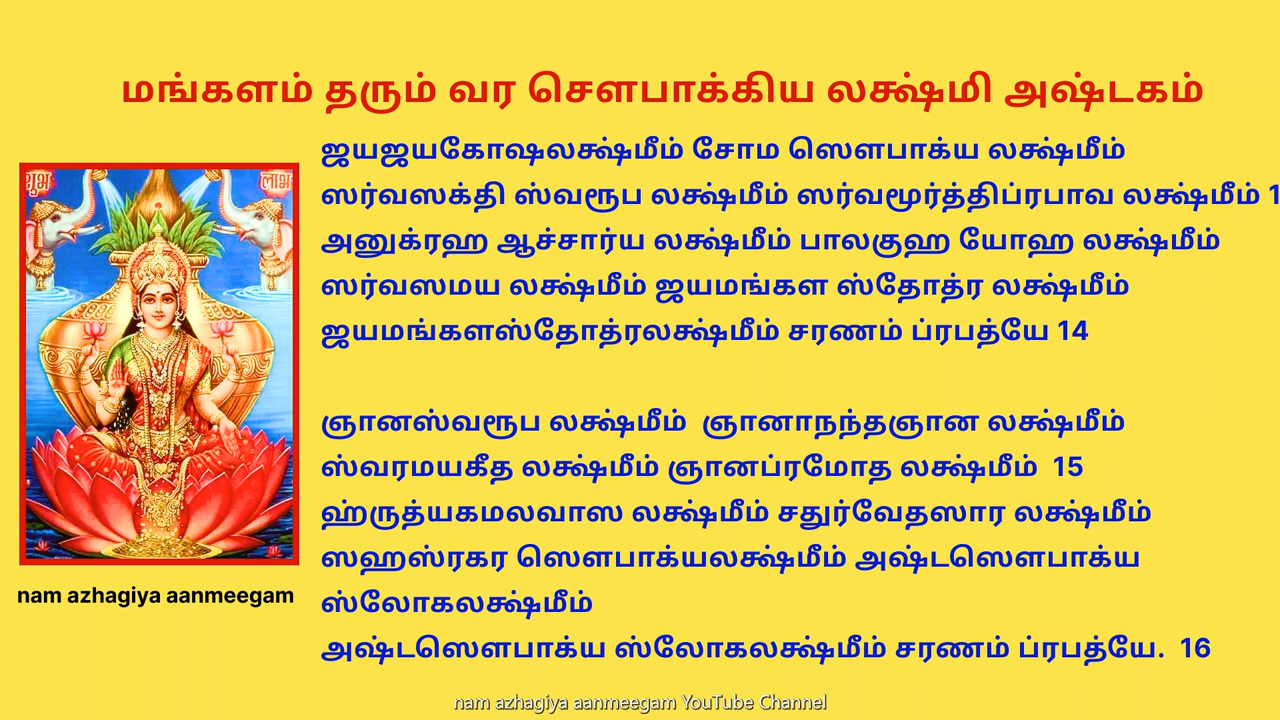 மங்களம் தரும் வர சௌபாக்கிய லக்ஷ்மி அஷ்டகம்
ஜயஜயகோஷலக்ஷ்மீம் சோம ஸௌபாக்ய லக்ஷ்மீம்
ஸர்வஸக்தி ஸ்வரூப லக்ஷ்மீம் ஸர்வமூர்த்திப்ரபாவ லக்ஷ்மீம் 1
அனுக்ரஹ ஆச்சார்ய லக்ஷ்மீம் பாலகுஹ யோஹ லக்ஷ்மீம்
ஸர்வஸமய லக்ஷ்மீம் ஜயமங்கள ஸ்தோத்ர லக்ஷ்மீம்
ஜயமங்களஸ்தோத்ரலக்ஷ்மீம் சரணம் ப்ரபத்யே 14
ஞானஸ்வரூப லக்ஷ்மீம் ஞானாநந்தஞான லக்ஷ்மீம்
ஸ்வரமயகீத லக்ஷ்மீம் ஞானப்ரமோத லக்ஷ்மீம் 15
ஹ்ருத்யகமலவாஸ லக்ஷ்மீம் சதுர்வேதஸார லக்ஷ்மீம்
ஸஹஸ்ரகர ஸௌபாக்யலக்ஷ்மீம் அஷ்டஸௌபாக்ய
ஸ்லோகலக்ஷ்மீம்
அஷ்டஸௌபாக்ய ஸ்லோகலக்ஷ்மீம் சரணம் ப்ரபத்யே. 16
शुभ
लाभ
nam azhagiya aanmeegam
nam azhagiya aanmeegam YouTube Channel